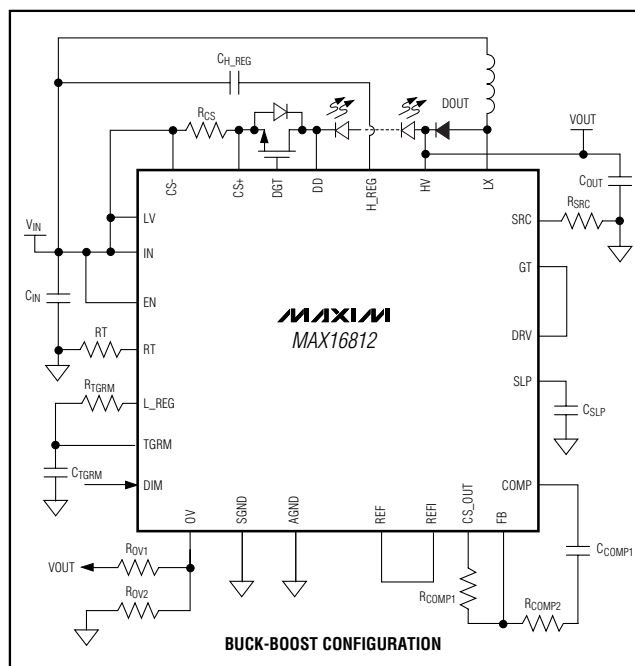 CH_REG
RCS
DOUT
VOUT
COUT
RSRC
CS-
CS+
DGT
DD
H_REG
HV
LX
VIN
LV
IN
EN
RT
RT
CIN
SRC
GT
DRV
SLP
CSLP
MAXIM
MAX16812
RTGRM
L_REG
TGRM
CTGRM
DIM
COMP
OV
SGND
AGND
REF
REFI
CS_OUT
FB
VOUT
ROV1
ROV2
RCOMP1
RCOMP2
CCOMP1
BUCK-BOOST CONFIGURATION